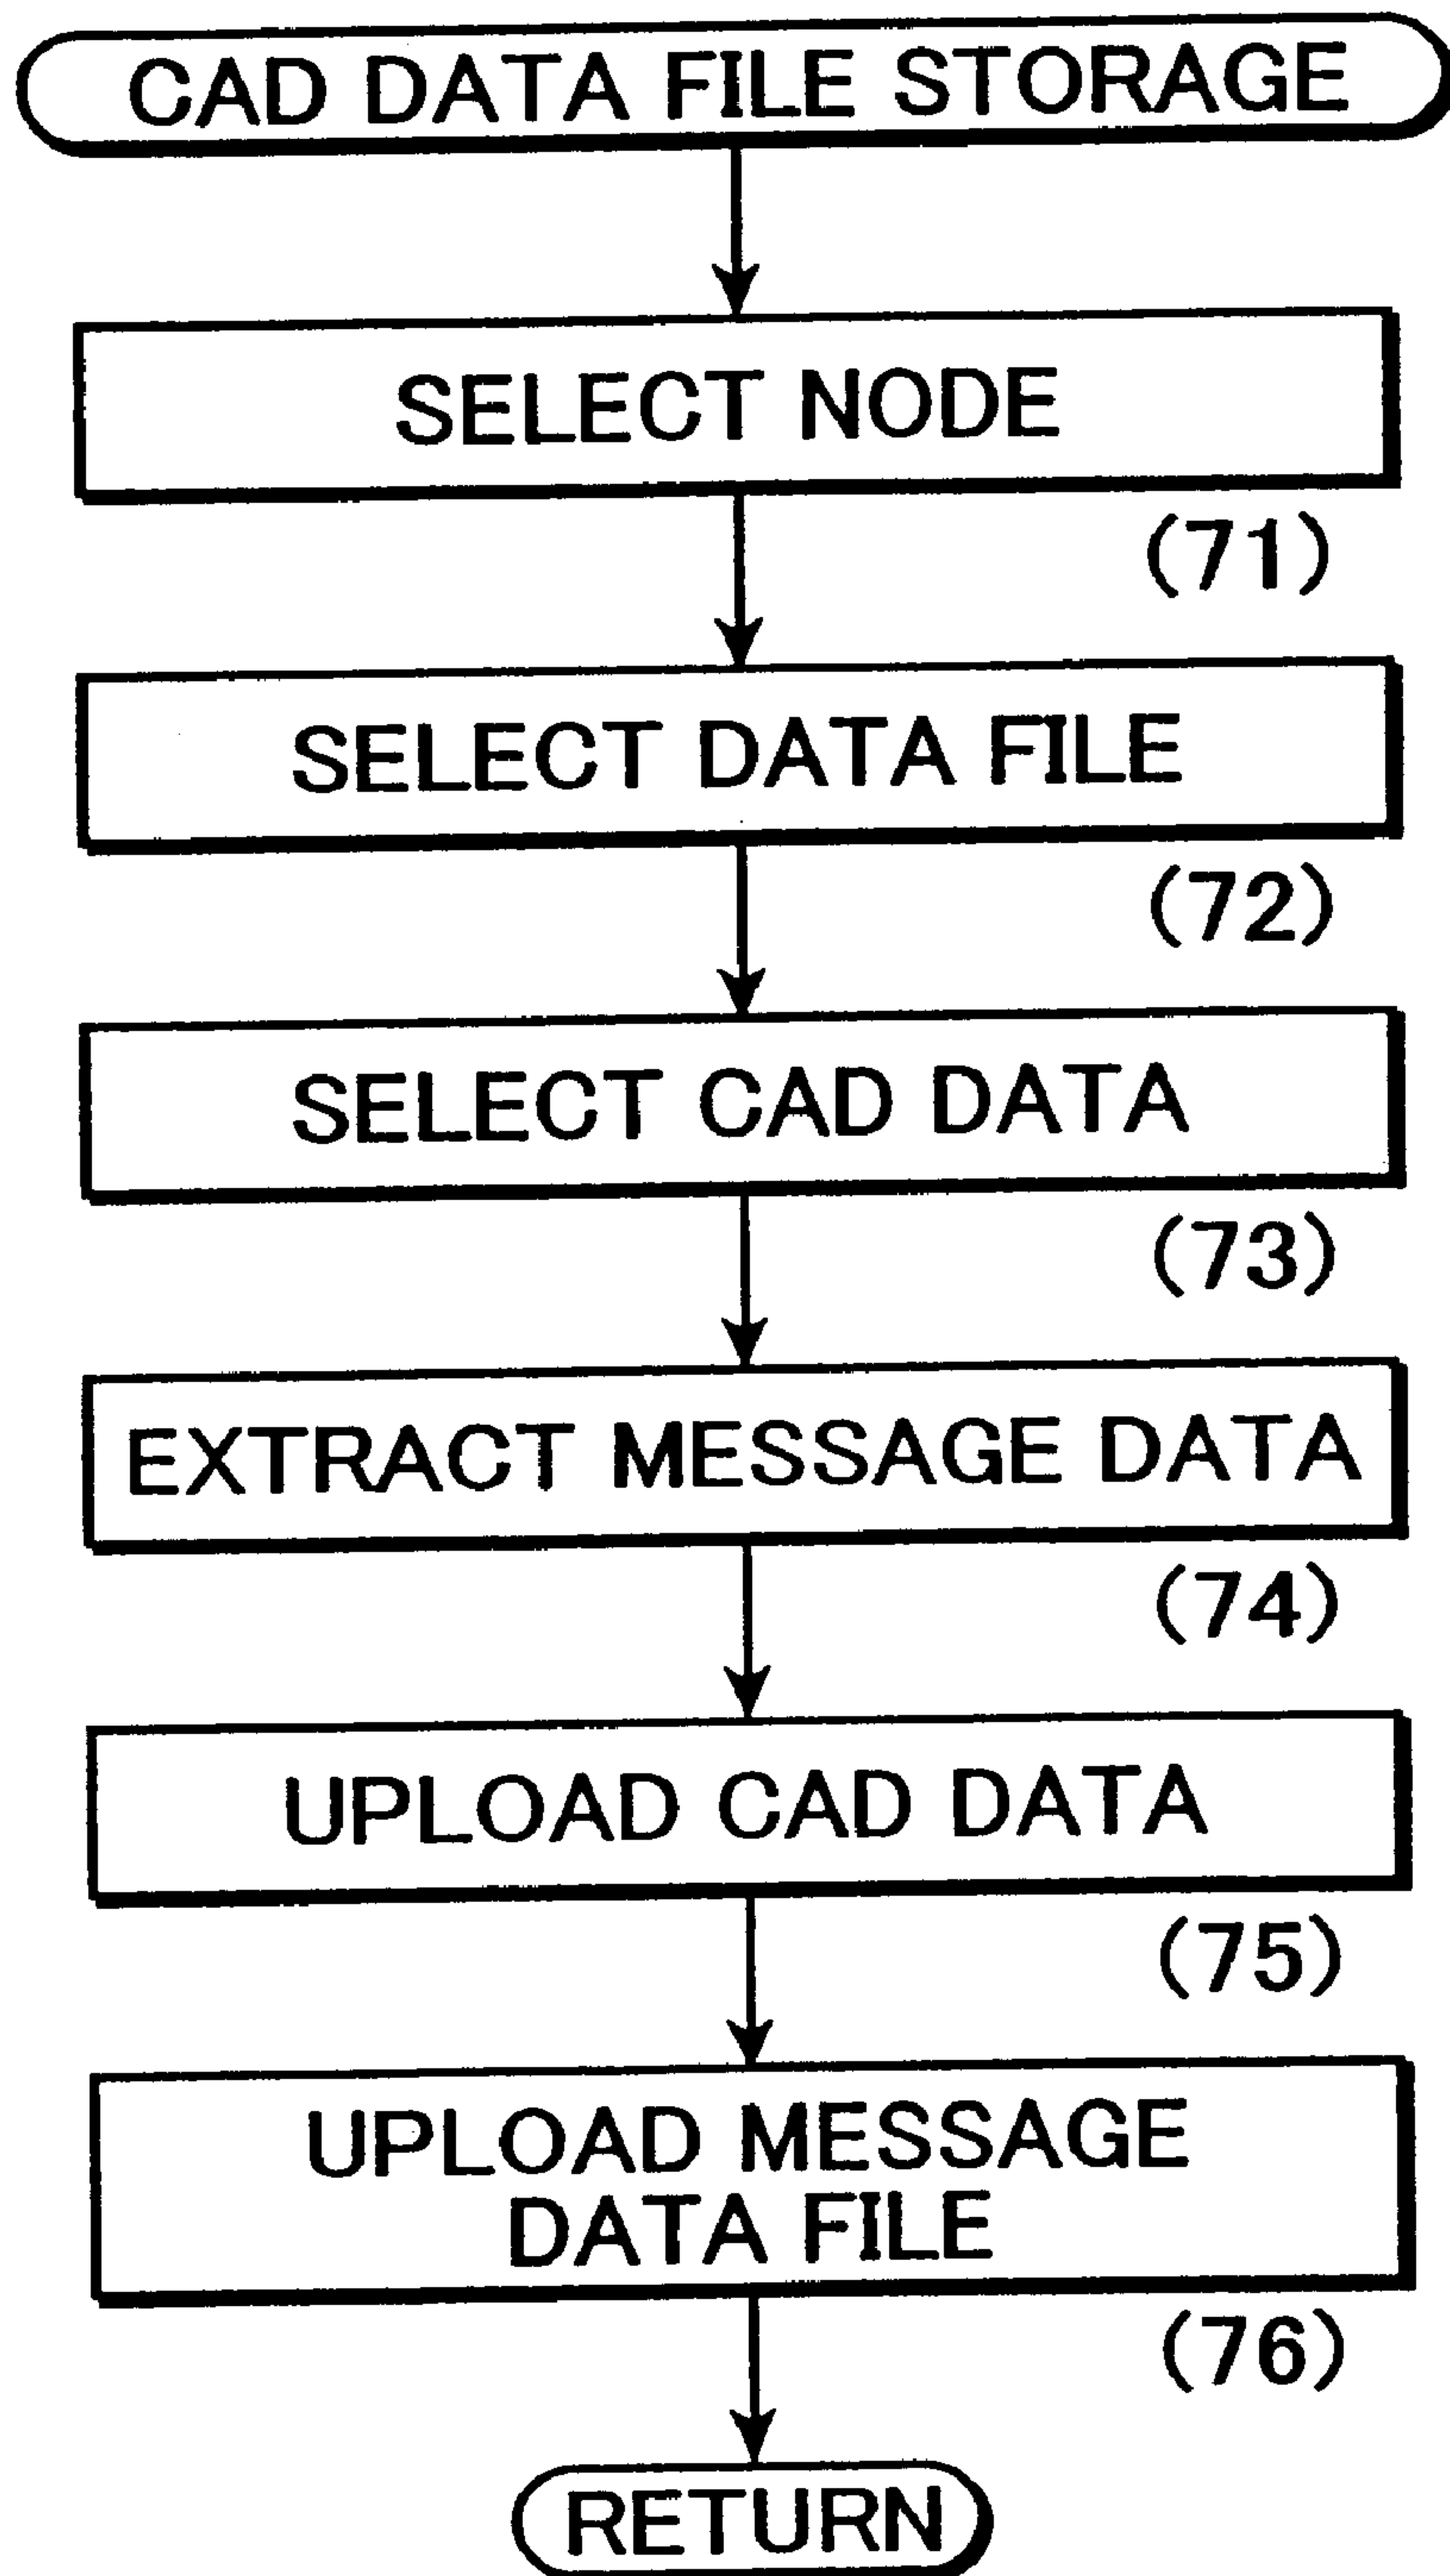 CAD DATA FILE STORAGE
SELECT NODE
(71)
SELECT DATA FILE
(72)
SELECT CAD DATA
(73)
EXTRACT MESSAGE DATA
(74)
UPLOAD CAD DATA
(75)
UPLOAD MESSAGE
DATA FILE
(76)
RETURN